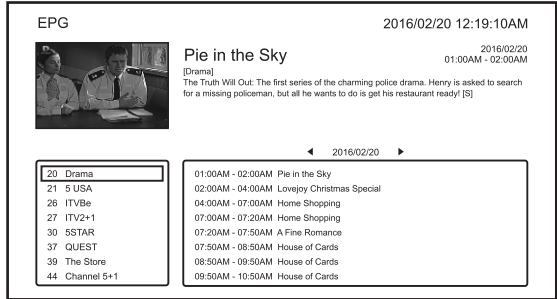 EPG
2016/02/20 12:19:10AM
Pie in the Sky
2016/02/20
01:00AM - 02:00AM
[Drama]
The Truth Will Out: The first series of the charming police drama. Henry is asked to search
for a missing policeman, but all he wants to do is get his restaurant ready! [S]
2016/02/20
20 Drama
21 5 USA
26 ITVBe
27 ITV2+1
30 5STAR
37 QUEST
39 The Store
44 Channel 5+1
01:00AM - 02:00AM Pie in the Sky
02:00AM - 04:00AM Lovejoy Christmas Special
04:00AM - 07:00AM Home Shopping
07:00AM - 07:20AM Home Shopping
07:20AM - 07:50AM A Fine Romance
07:50AM - 08:50AM House of Cards
08:50AM - 09:50AM House of Cards
09:50AM - 10:50AM House of Cards